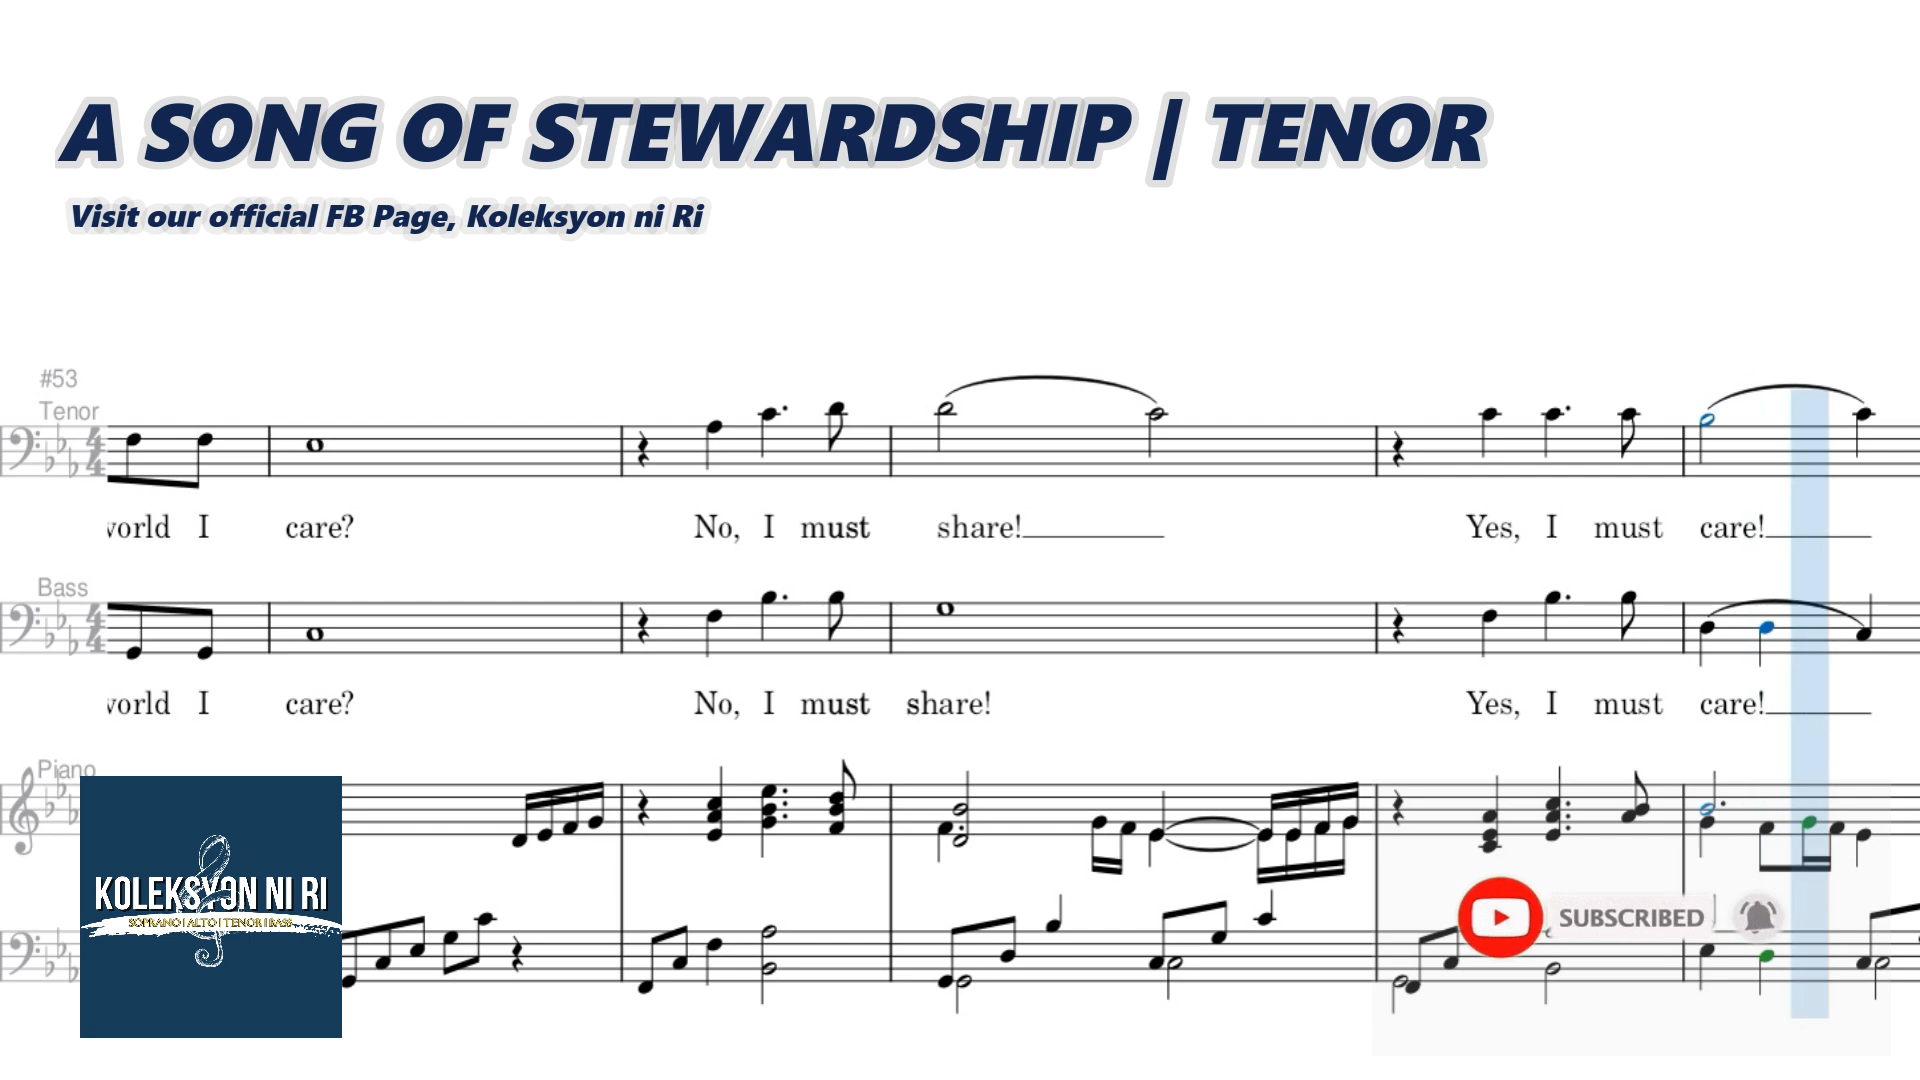 A SONG OF STEWARDSHIP | TENOR
Visit our official FB Page, Koleksyon ni Ri
#53
Tenor
vorld I care? No, I must share! Yes, I must care!
Bass
vorld I care? No, I must share! Yes, I must care!
Piano
KOLEKSYON NI RI
SOPRANO | ALTO | TENOR | BASS
SUBSCRIBED